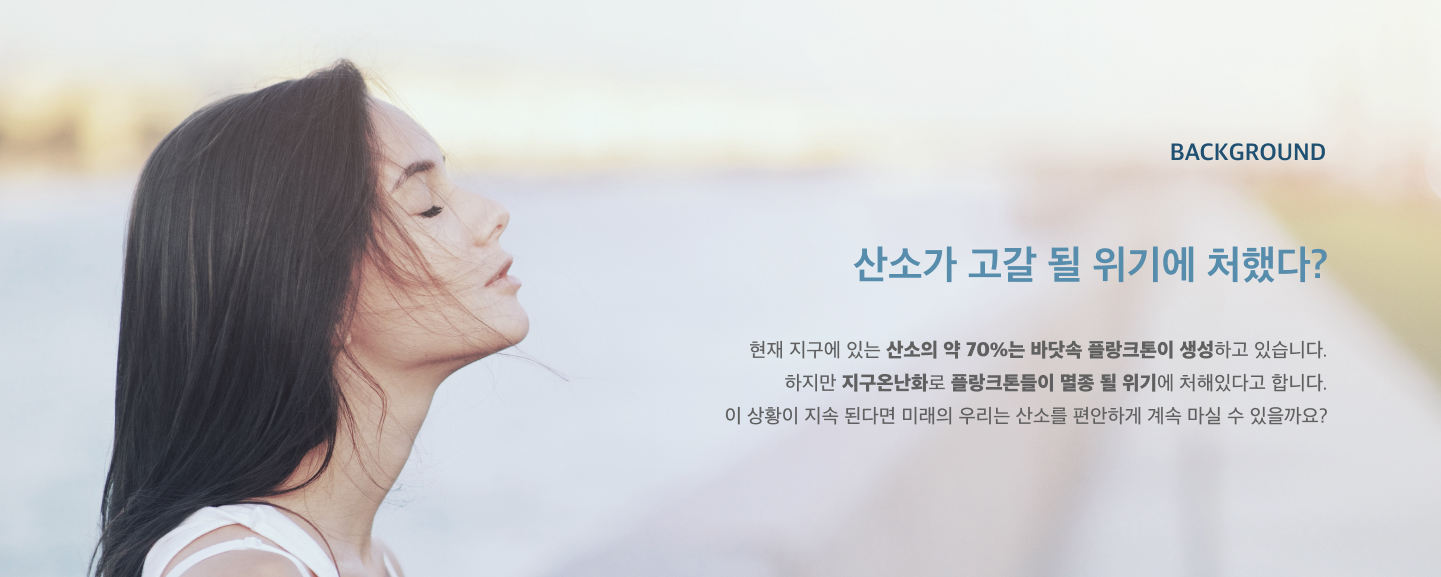 BACKGROUND
산소가 고갈 될 위기에 처했다?
현재 지구에 있는 산소의 약 70%는 바닷속 플랑크톤이 생성하고 있습니다.
하지만 지구온난화로 플랑크톤들이 멸종 될 위기에 처해있다고 합니다.
이 상황이 지속 된다면 미래의 우리는 산소를 편안하게 계속 마실 수 있을까요?